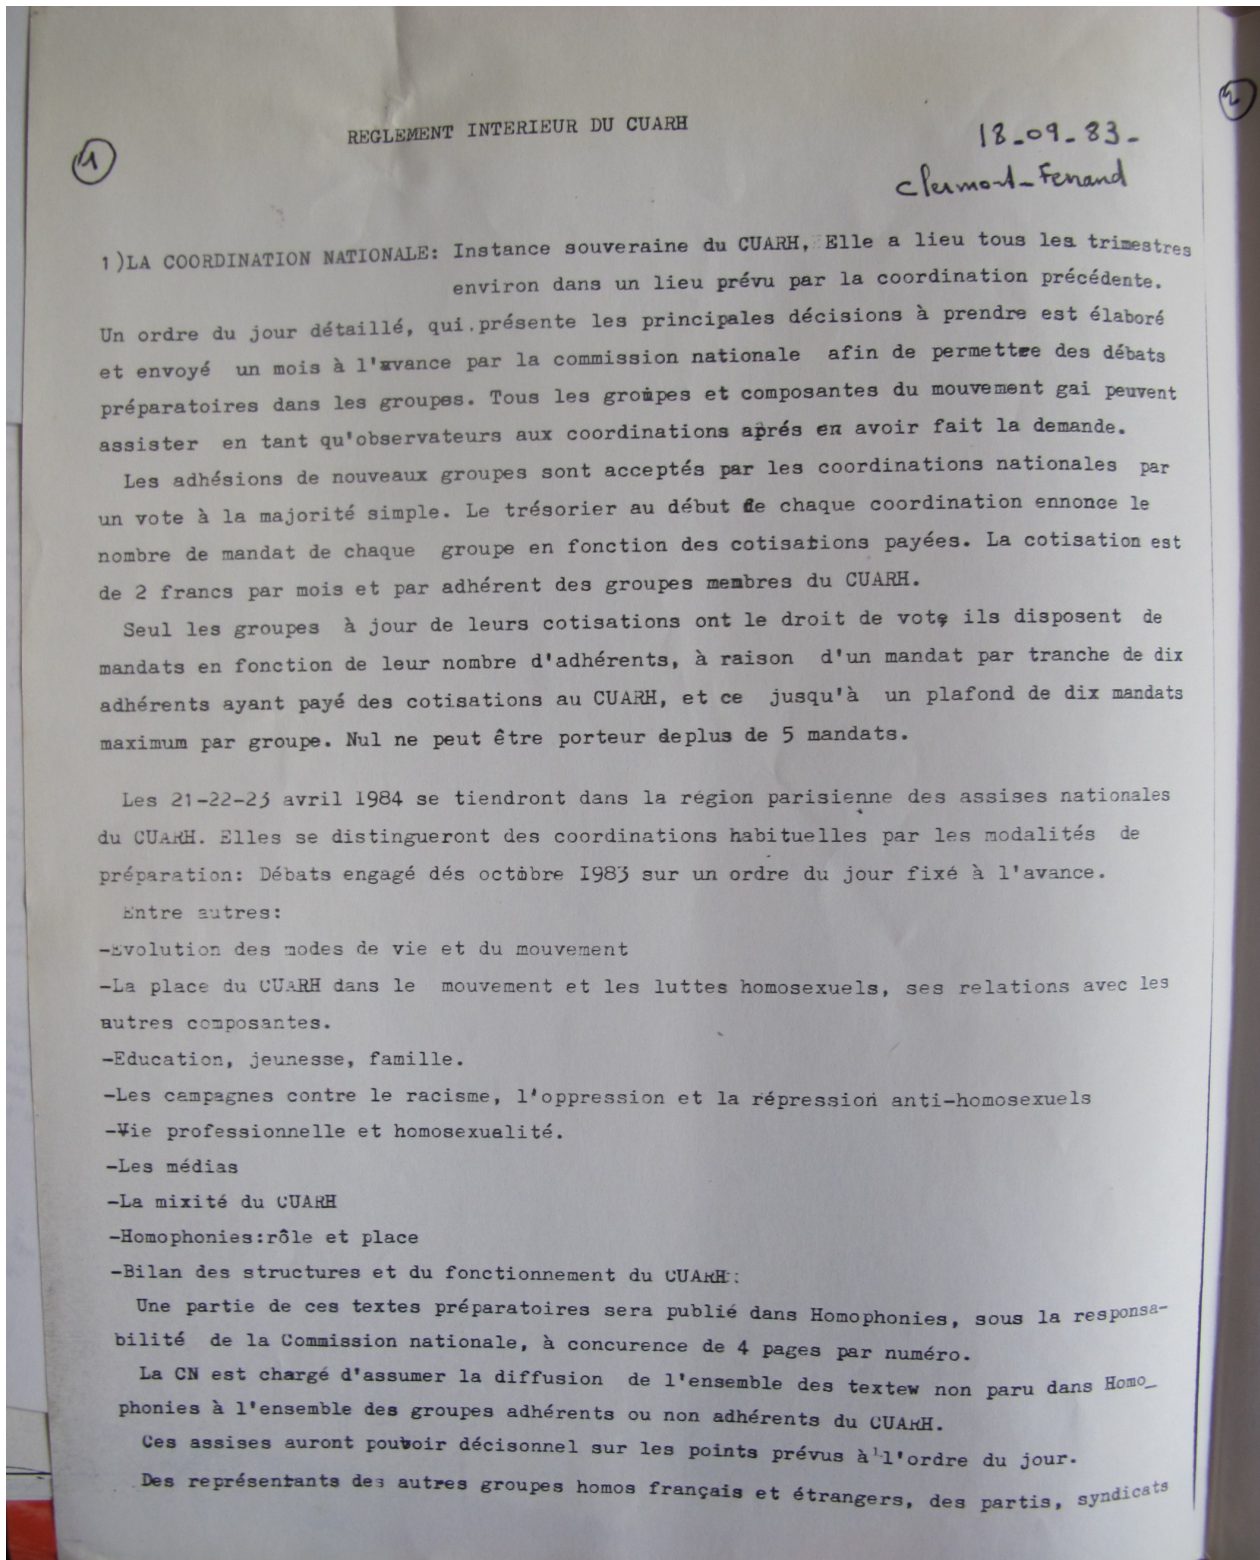 REGLEMENT INTERIEUR DU CUARH
1
2
18-09-83-
Clermont-Ferrand
1)LA COORDINATION NATIONALE: Instance souveraine du CUARH, Elle a lieu tous les trimestres
environ dans un lieu prévu par la coordination précédente.
Un ordre du jour détaillé, qui présente les principales décisions à prendre est élaboré
et envoyé un mois à l'avance par la commission nationale afin de permettre des débats
préparatoires dans les groupes. Tous les groupes et composantes du mouvement gai peuvent
assister en tant qu'observateurs aux coordinations aprés en avoir fait la demande.
Les adhésions de nouveaux groupes sont acceptés par les coordinations nationales par
un vote à la majorité simple. Le trésorier au début de chaque coordination ennonce le
nombre de mandat de chaque groupe en fonction des cotisations payées. La cotisation est
de 2 francs par mois et par adhérent des groupes membres du CUARH.
Seul les groupes à jour de leurs cotisations ont le droit de vote ils disposent de
mandats en fonction de leur nombre d'adhérents, à raison d'un mandat par tranche de dix
adhérents ayant payé des cotisations au CUARH, et ce jusqu'à un plafond de dix mandats
maximum par groupe. Nul ne peut être porteur deplus de 5 mandats.
Les 21-22-23 avril 1984 se tiendront dans la région parisienne des assises nationales
du CUARH. Elles se distingueront des coordinations habituelles par les modalités de
préparation: Débats engagé dés octobre I983 sur un ordre du jour fixé à l'avance.
Entre autres:
-Evolution des modes de vie et du mouvement
-La place du CUARH dans le mouvement et les luttes homosexuels, ses relations avec les
autres composantes.
-Education, jeunesse, famille.
-Les campagnes contre le racisme, l'oppression et la répression anti-homosexuels
-Vie professionnelle et homosexualité.
-Les médias
-La mixité du CUARH
-Homophonies:rôle et place
-Bilan des structures et du fonctionnement du CUARH:
Une partie de ces textes préparatoires sera publié dans Homophonies, sous la responsa-
bilité de la Commission nationale, à concurence de 4 pages par numéro.
La CN est chargé d'assumer la diffusion de l'ensemble des textew non paru dans Homo_
phonies à l'ensemble des groupes adhérents ou non adhérents du CUARH.
Ces assises auront pouvoir décisonnel sur les points prévus à l'ordre du jour.
Des représentants des autres groupes homos français et étrangers, des partis, syndicats